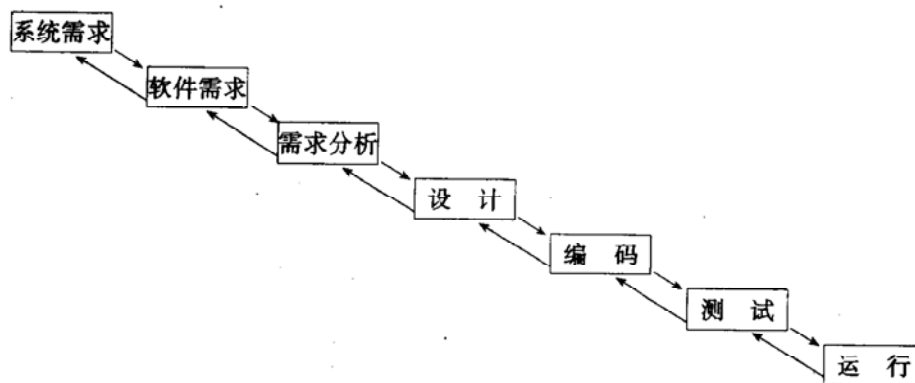 系统需求
软件需求
需求分析
设 计
编 码
测 试
运 行